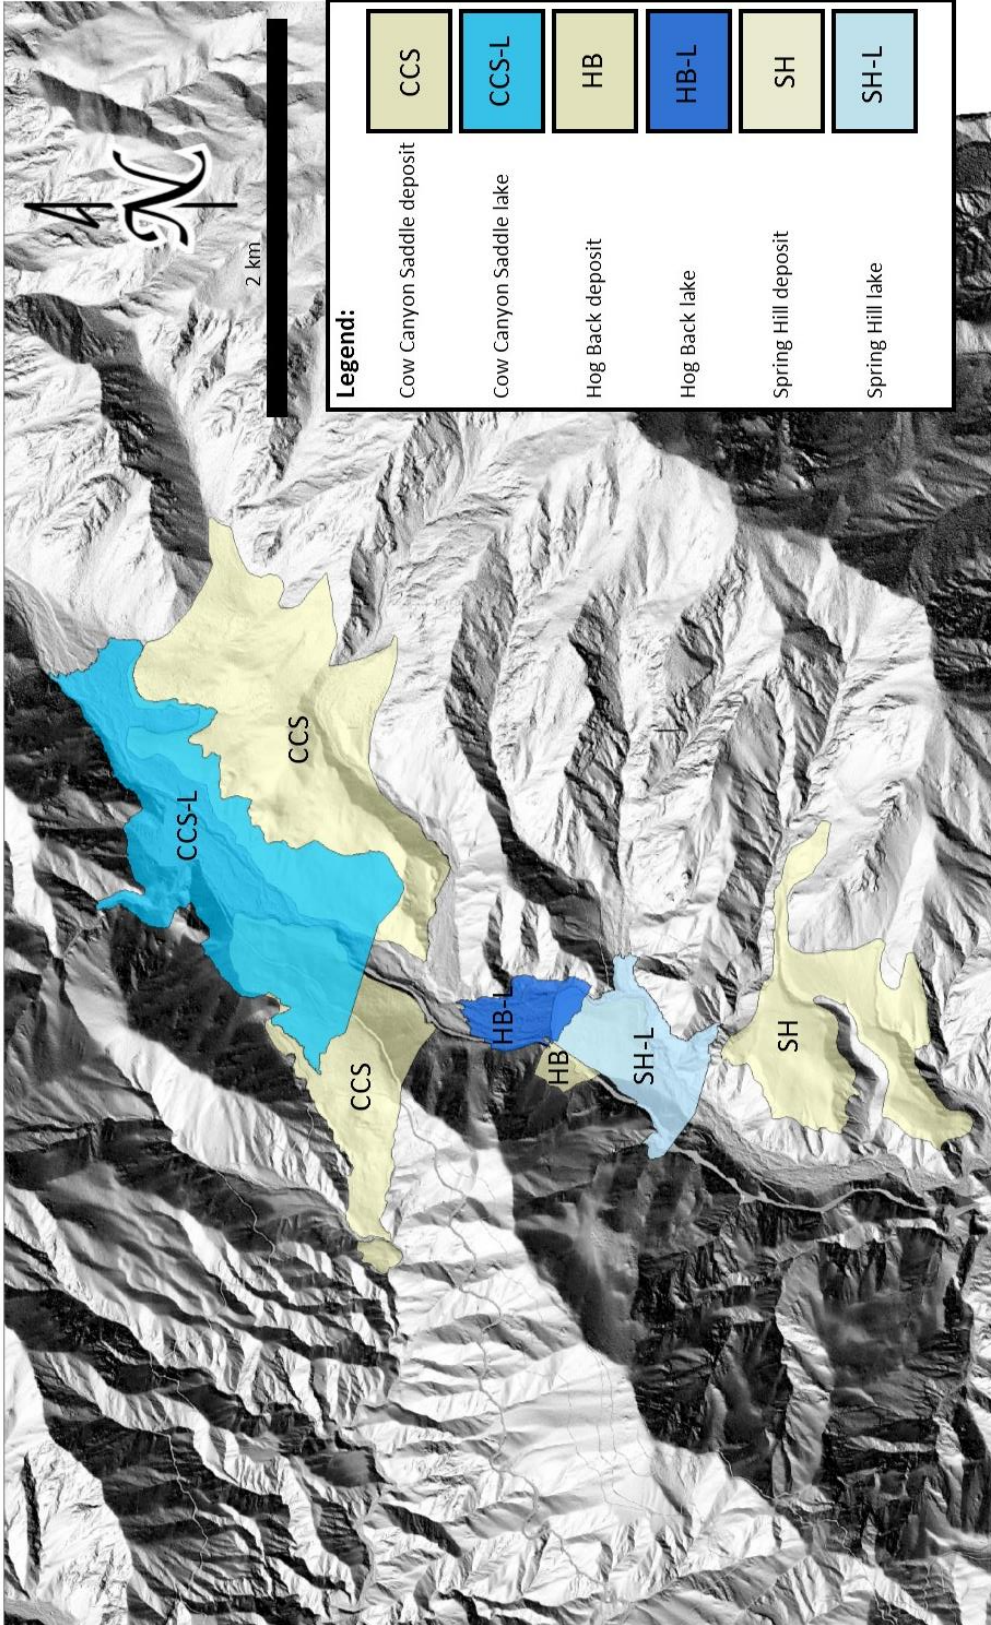 N
2 km
Legend:
Cow Canyon Saddle deposit CCS
Cow Canyon Saddle lake CCS-L
Hog Back deposit HB
Hog Back lake HB-L
Spring Hill deposit SH
Spring Hill lake SH-L
CCS-L
CCS
CCS
HB-L
HB
SH-L
SH